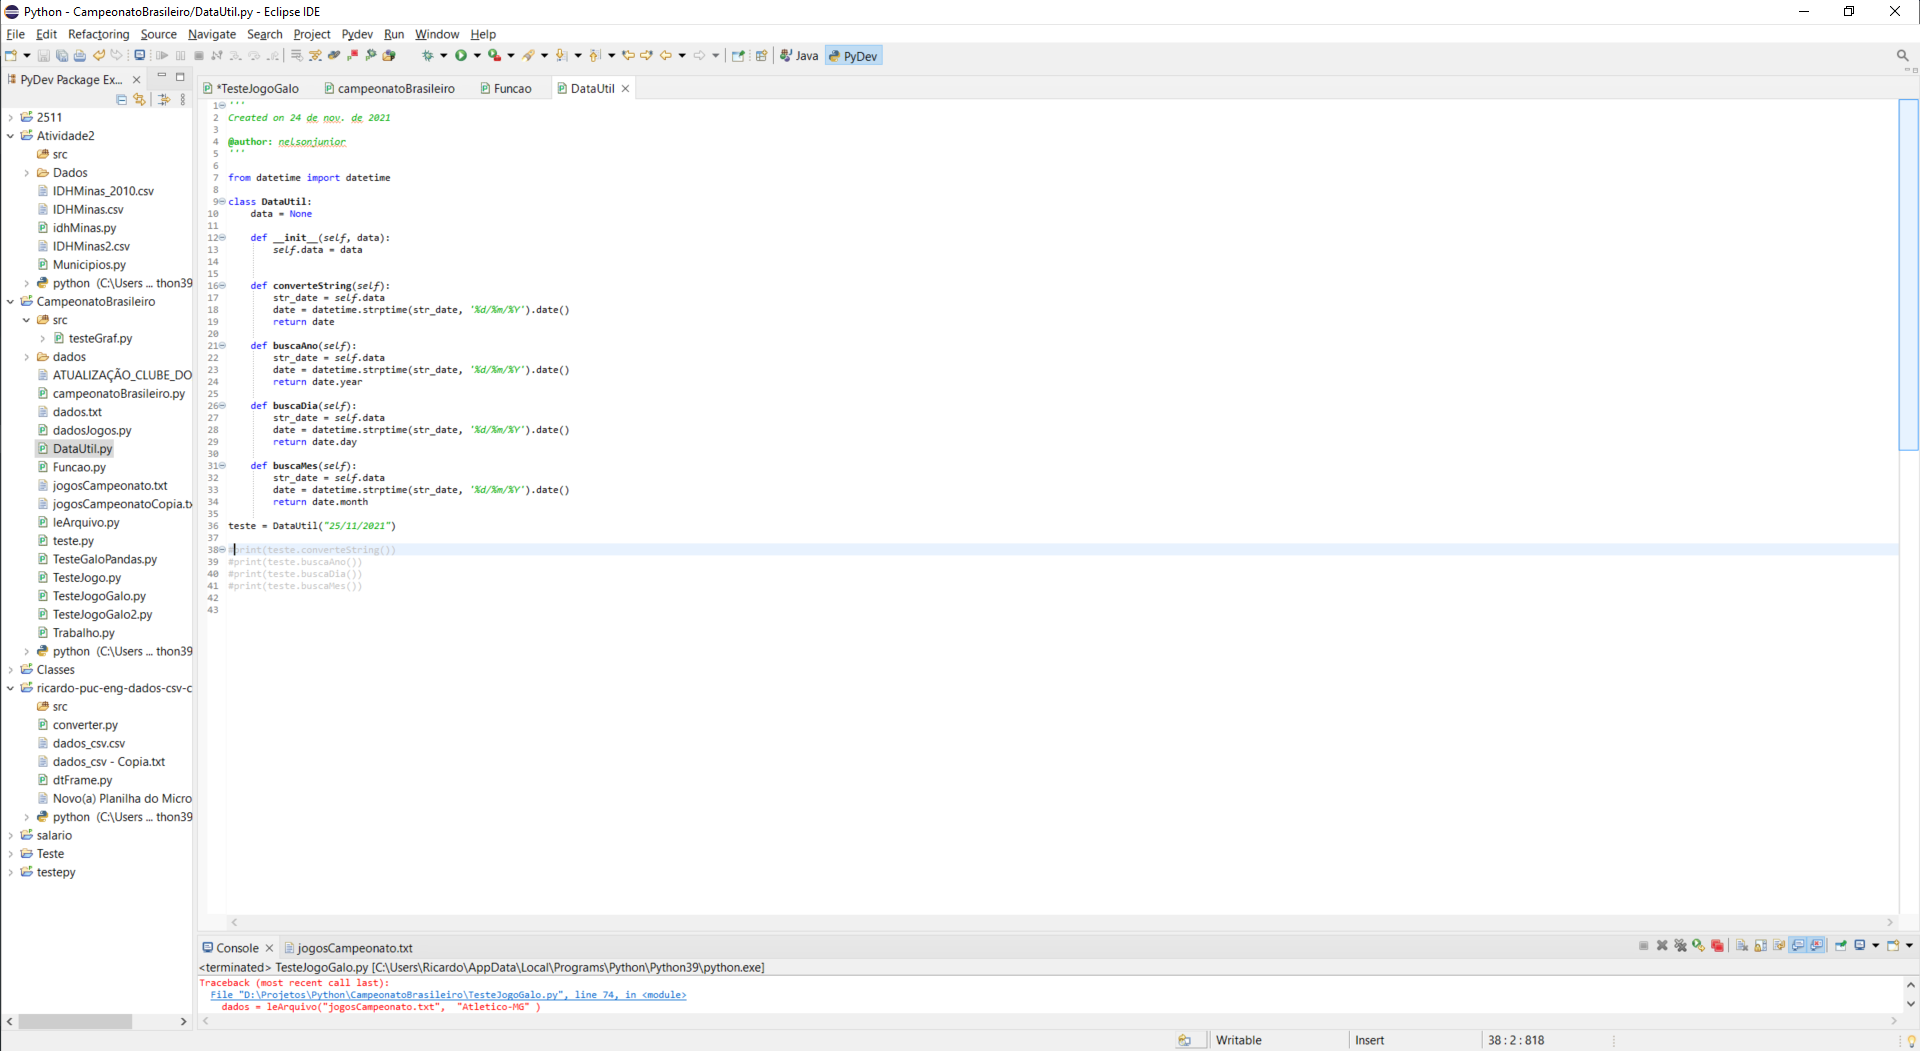 Python - CampeonatoBrasileiro/DataUtil.py - Eclipse IDE
File Edit Refactoring Source Navigate Search Project Pydev Run Window Help
Java PyDev
PyDev Package Ex...
2511
Atividade2
src
Dados
IDHMinas_2010.csv
IDHMinas.csv
idhMinas.py
IDHMinas2.csv
Municipios.py
python (C:\Users ... thon39
CampeonatoBrasileiro
src
testeGraf.py
dados
ATUALIZAÇÃO_CLUBE_DO
campeonatoBrasileiro.py
dados.txt
dadosJogos.py
DataUtil.py
Funcao.py
jogosCampeonato.txt
jogosCampeonatoCopia.tx
leArquivo.py
teste.py
TesteGaloPandas.py
TesteJogo.py
TesteJogoGalo.py
TesteJogoGalo2.py
Trabalho.py
python (C:\Users ... thon39
Classes
ricardo-puc-eng-dados-csv-c
src
converter.py
dados_csv.csv
dados_csv - Copia.txt
dtFrame.py
Novo(a) Planilha do Micro
python (C:\Users ... thon39
salario
Teste
testepy
*TesteJogoGalo campeonatoBrasileiro Funcao DataUtil
1 '''
2 Created on 24 de nov. de 2021
3
4 @author: nelsonjunior
5 '''
6
7 from datetime import datetime
8
9 class DataUtil:
10 data = None
11
12 def __init__(self, data):
13 self.data = data
14
15
16 def converteString(self):
17 str_date = self.data
18 date = datetime.strptime(str_date, '%d/%m/%Y').date()
19 return date
20
21 def buscaAno(self):
22 str_date = self.data
23 date = datetime.strptime(str_date, '%d/%m/%Y').date()
24 return date.year
25
26 def buscaDia(self):
27 str_date = self.data
28 date = datetime.strptime(str_date, '%d/%m/%Y').date()
29 return date.day
30
31 def buscaMes(self):
32 str_date = self.data
33 date = datetime.strptime(str_date, '%d/%m/%Y').date()
34 return date.month
35
36 teste = DataUtil("25/11/2021")
37
38 #print(teste.converteString())
39 #print(teste.buscaAno())
40 #print(teste.buscaDia())
41 #print(teste.buscaMes())
42
43
Console jogosCampeonato.txt
<terminated> TesteJogoGalo.py [C:\Users\Ricardo\AppData\Local\Programs\Python\Python39\python.exe]
Traceback (most recent call last):
File "D:\Projetos\Python\CampeonatoBrasileiro\TesteJogoGalo.py", line 74, in <module>
dados = leArquivo("jogosCampeonato.txt", "Atletico-MG" )
Writable Insert 38 : 2 : 818